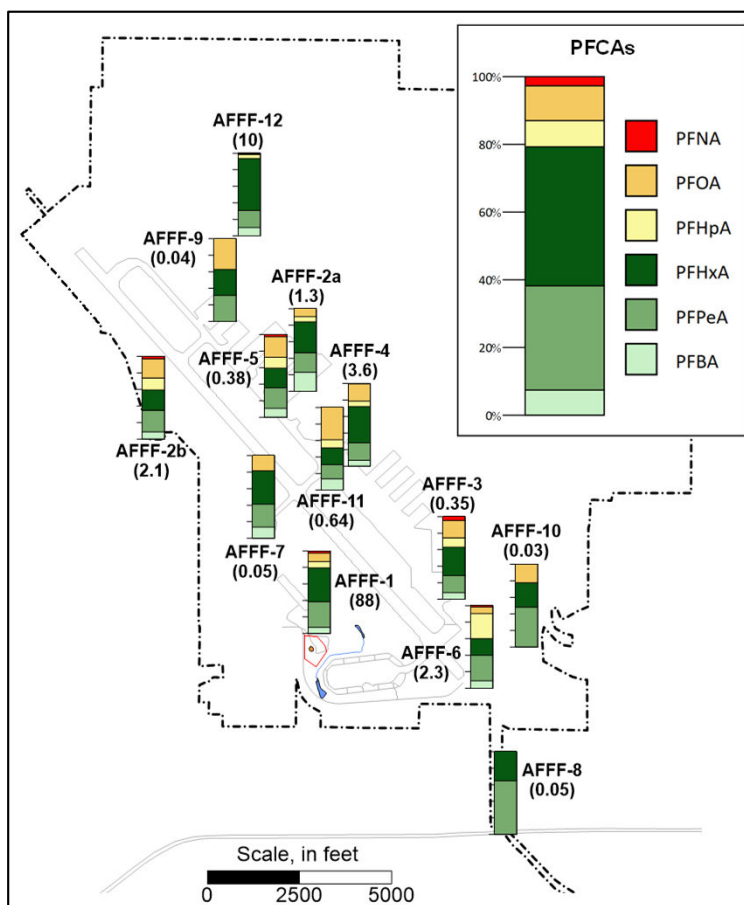 PFCAs
100%
80%
60%
40%
20%
0%
PFNA
PFOA
PFHpA
PFHxA
PFPeA
PFBA
AFFF-12
(10)
AFFF-9
(0.04)
AFFF-2a
(1.3)
AFFF-5
(0.38)
AFFF-4
(3.6)
AFFF-2b
(2.1)
AFFF-11
(0.64)
AFFF-3
(0.35)
AFFF-10
(0.03)
AFFF-7
(0.05)
AFFF-1
(88)
AFFF-6
(2.3)
AFFF-8
(0.05)
Scale, in feet
0 2500 5000